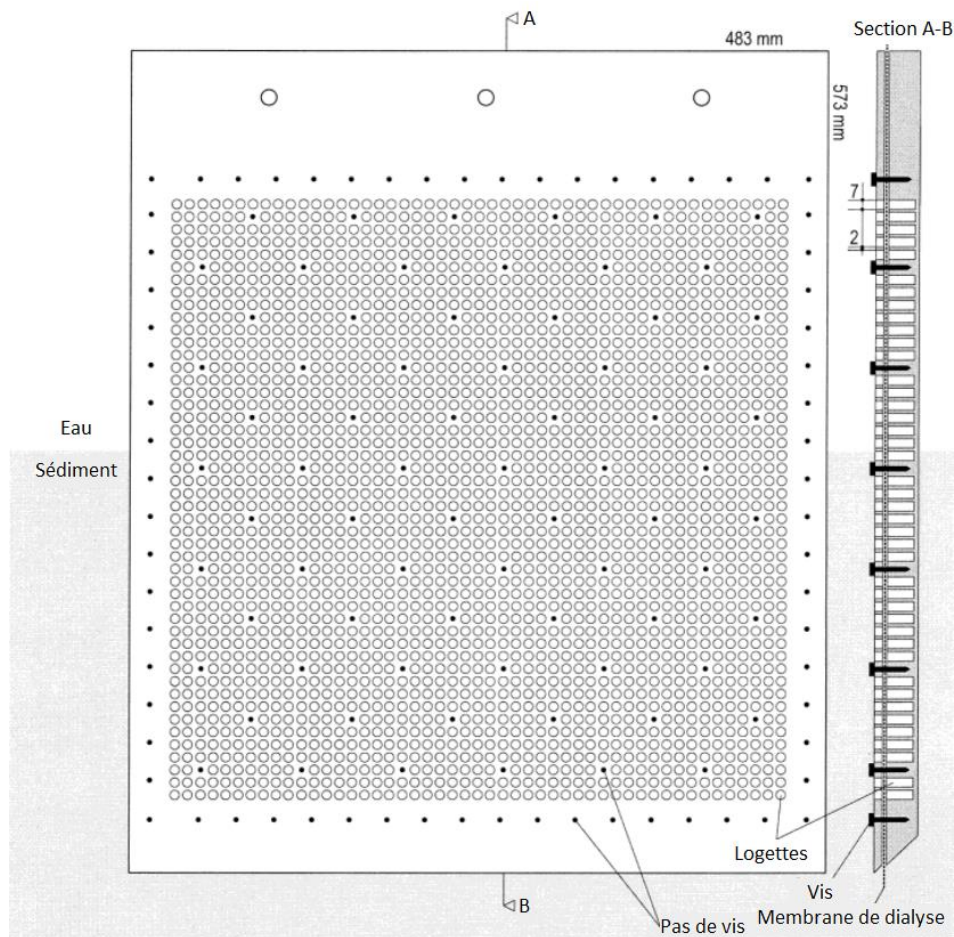 A
Section A-B
483 mm
573 mm
7
2
Eau
Sédiment
Logettes
Vis
B
Membrane de dialyse
Pas de vis